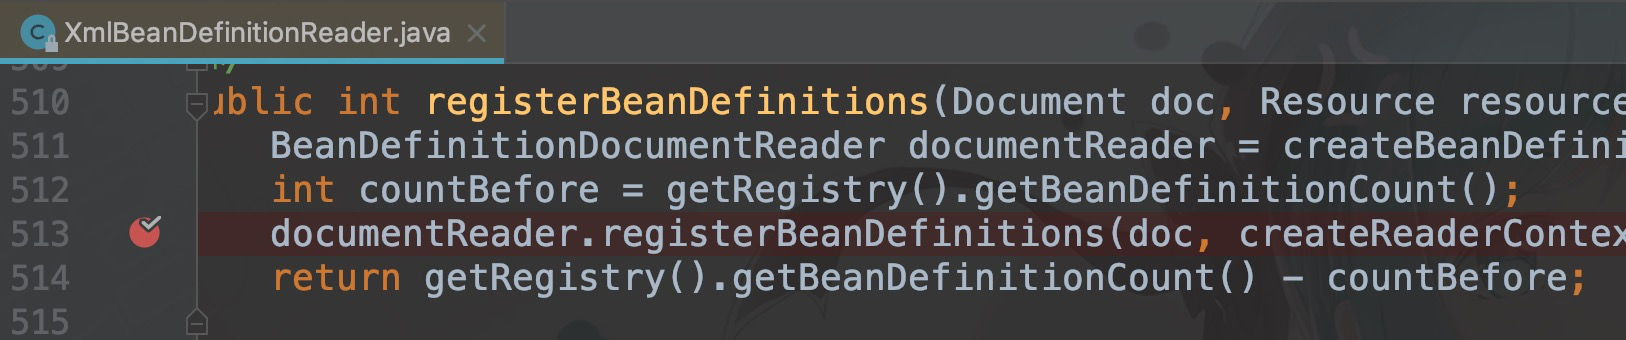 XmlBeanDefinitionReader.java
*/
510 ublic int registerBeanDefinitions(Document doc, Resource resource
511 BeanDefinitionDocumentReader documentReader = createBeanDefini
512 int countBefore = getRegistry().getBeanDefinitionCount();
513 documentReader.registerBeanDefinitions(doc, createReaderContex
514 return getRegistry().getBeanDefinitionCount() - countBefore;
515